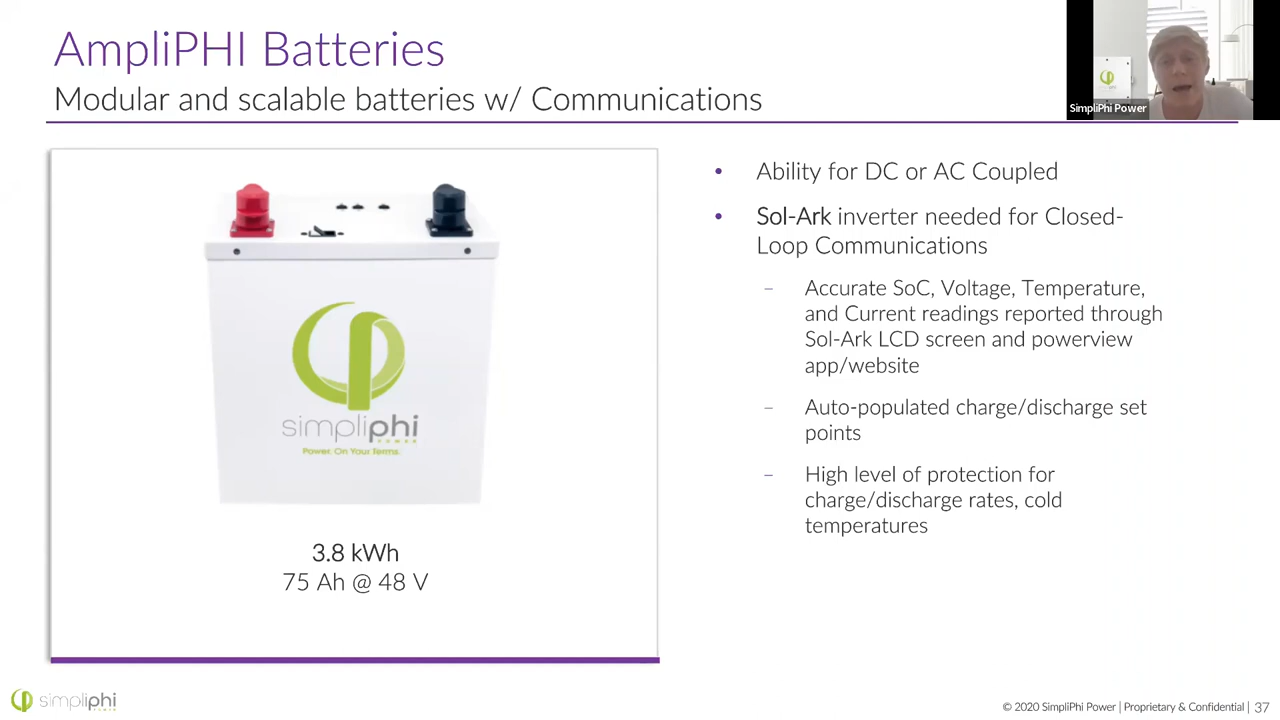 AmpliPHI Batteries
Modular and scalable batteries w/ Communications
SimpliPhi Power
simpliphi
POWER
Power. On Your Terms.
3.8 kWh
75 Ah @ 48 V
• Ability for DC or AC Coupled
• Sol-Ark inverter needed for Closed-
Loop Communications
– Accurate SoC, Voltage, Temperature,
and Current readings reported through
Sol-Ark LCD screen and powerview
app/website
– Auto-populated charge/discharge set
points
– High level of protection for
charge/discharge rates, cold
temperatures
simpliphi
POWER
© 2020 SimpliPhi Power | Proprietary & Confidential | 37